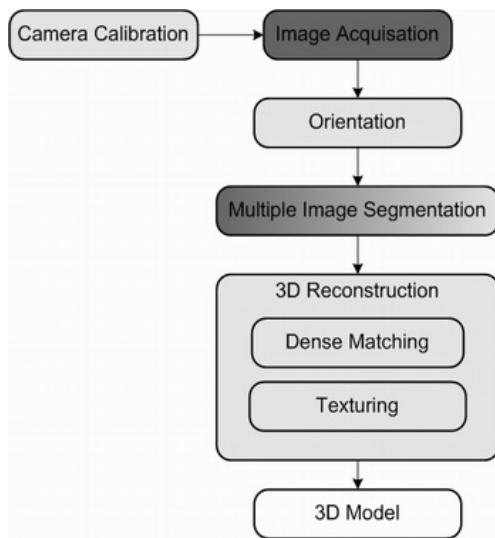 Camera Calibration
Image Acquisation
Orientation
Multiple Image Segmentation
3D Reconstruction
Dense Matching
Texturing
3D Model